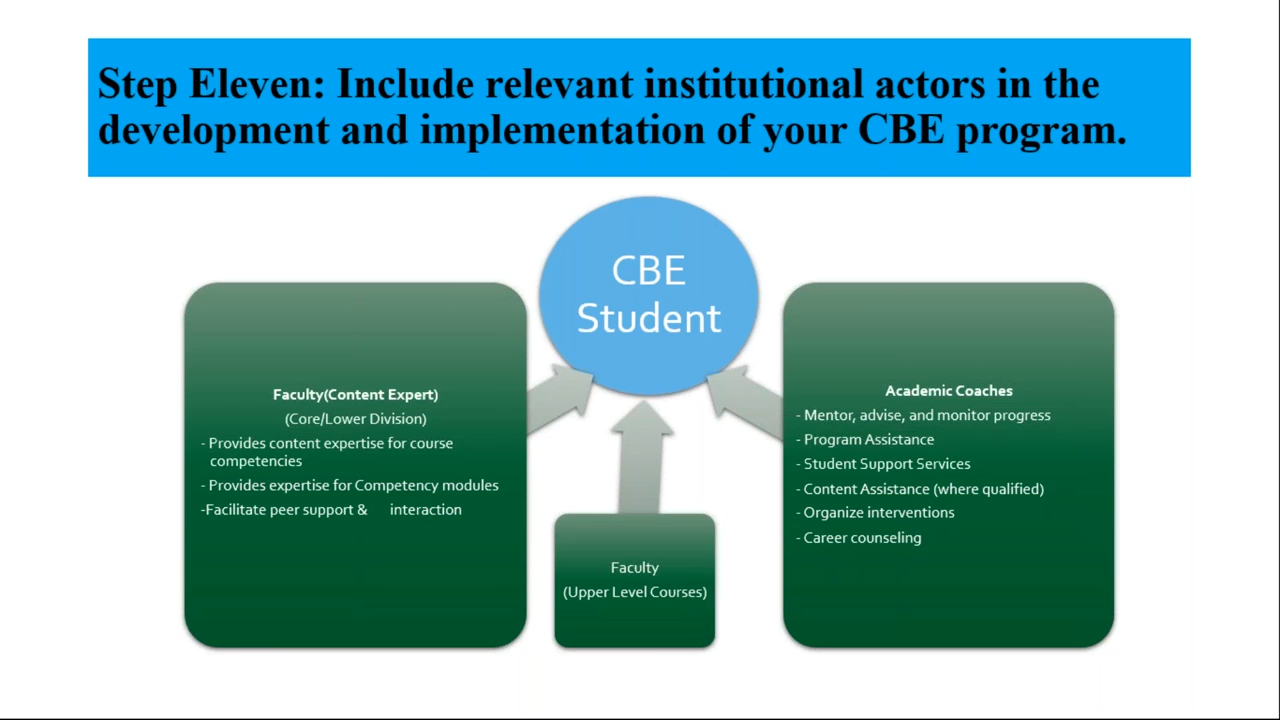 Step Eleven: Include relevant institutional actors in the
development and implementation of your CBE program.
CBE
Student
Faculty(Content Expert)
(Core/Lower Division)
- Provides content expertise for course
competencies
- Provides expertise for Competency modules
-Facilitate peer support & interaction
Faculty
(Upper Level Courses)
Academic Coaches
- Mentor, advise, and monitor progress
- Program Assistance
- Student Support Services
- Content Assistance (where qualified)
- Organize interventions
- Career counseling